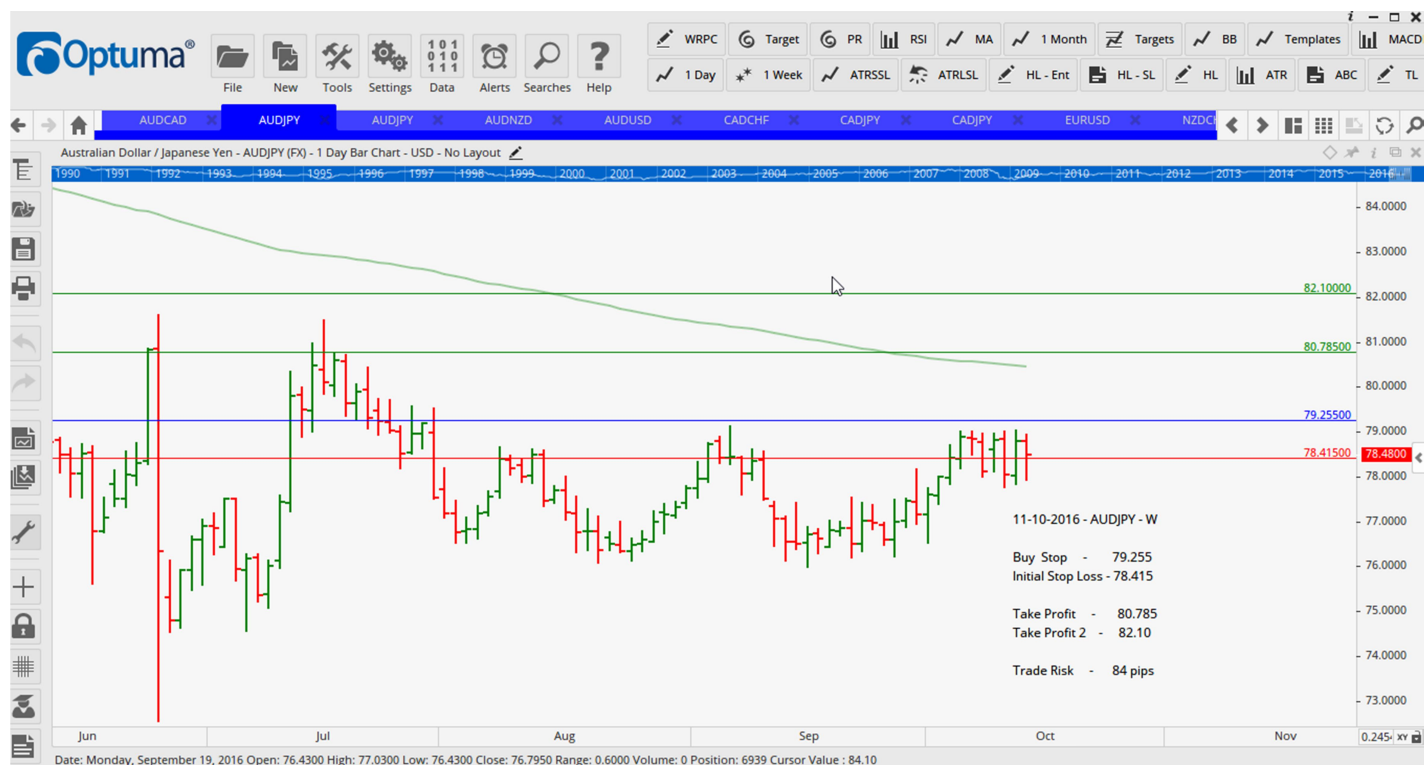 i
Optuma®
File New Tools Settings Data Alerts Searches Help
101
010
111
WRPC Target PR RSI MA 1 Month Targets BB Templates MACD
1 Day 1 Week ATRSSL ATRLSL HL - Ent HL - SL HL ATR ABC TL
AUDCAD AUDJPY AUDJPY AUDNZD AUDUSD CADCHF CADJPY CADJPY EURUSD
Australian Dollar / Japanese Yen - AUDJPY (FX) - 1 Day Bar Chart - USD - No Layout
1990 1991 1992 1993 1994 1995 1996 1997 1998 1999 2000 2001 2002 2003 2004 2005 2006 2007 2008 2009 2010 2011 2012 2013 2014 2015 2016
84.0000
83.0000
82.10000
82.0000
80.78500
81.0000
80.0000
79.25500
79.0000
78.41500
78.4800
78.0000
77.0000
76.0000
75.0000
74.0000
73.0000
11-10-2016 - AUDJPY - W
Buy Stop - 79.255
Initial Stop Loss - 78.415
Take Profit - 80.785
Take Profit 2 - 82.10
Trade Risk - 84 pips
Jun Jul Aug Sep Oct Nov
0.2454 XY
Date: Monday, September 19, 2016 Open: 76.4300 High: 77.0300 Low: 76.4300 Close: 76.7950 Range: 0.6000 Volume: 0 Position: 6939 Cursor Value : 84.10